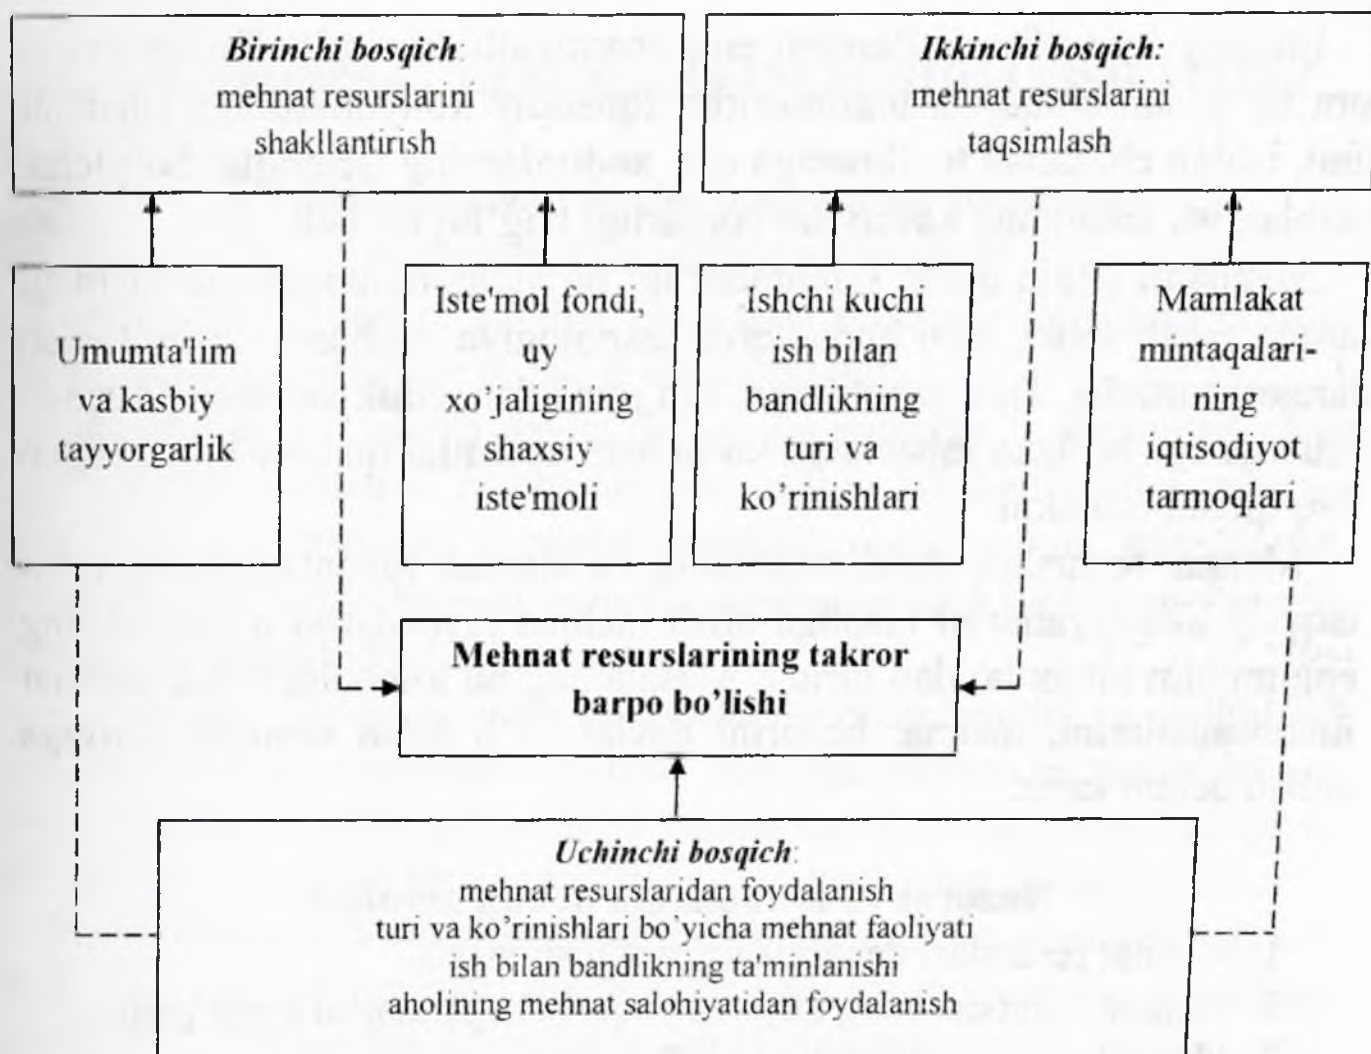 Birinchi bosqich:
mehnat resurslarini
shakllantirish
Ikkinchi bosqich:
mehnat resurslarini
taqsimlash
Umumta'lim
va kasbiy
tayyorgarlik
Iste'mol fondi,
uy
xo’jaligining
shaxsiy
iste'moli
Ishchi kuchi
ish bilan
bandlikning
turi va
ko’rinishlari
Mamlakat
mintaqalari-
ning
iqtisodiyot
tarmoqlari
Mehnat resurslarining takror
barpo bo’lishi
Uchinchi bosqich:
mehnat resurslaridan foydalanish
turi va ko’rinishlari bo’yicha mehnat faoliyati
ish bilan bandlikning ta'minlanishi
aholining mehnat salohiyatidan foydalanish